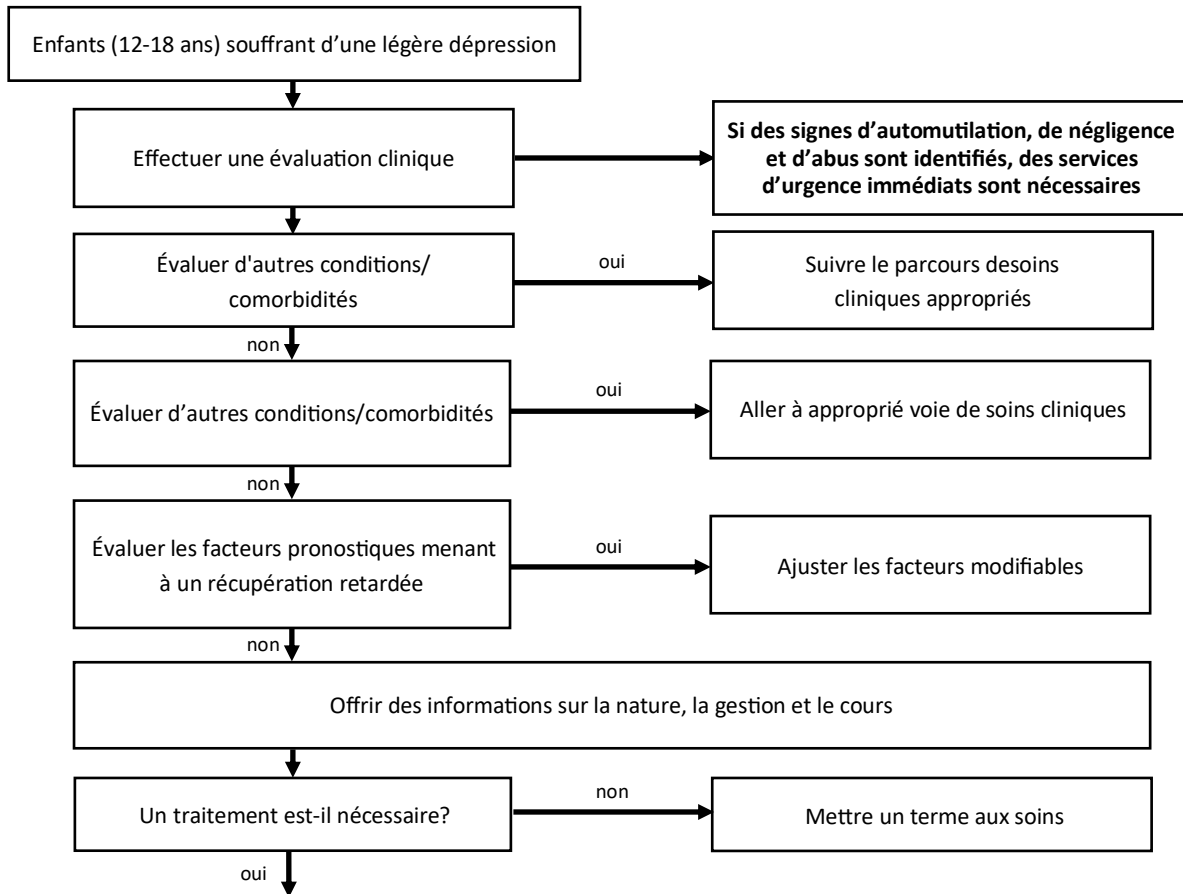 Enfants (12-18 ans) souffrant d’une légère dépression
Effectuer une évaluation clinique
Si des signes d’automutilation, de négligence
et d’abus sont identifiés, des services
d’urgence immédiats sont nécessaires
Évaluer d'autres conditions/
comorbidités
oui
Suivre le parcours desoins
cliniques appropriés
non
Évaluer d’autres conditions/comorbidités
oui
Aller à approprié voie de soins cliniques
non
Évaluer les facteurs pronostiques menant
à un récupération retardée
oui
Ajuster les facteurs modifiables
non
Offrir des informations sur la nature, la gestion et le cours
Un traitement est-il nécessaire?
non
Mettre un terme aux soins
oui